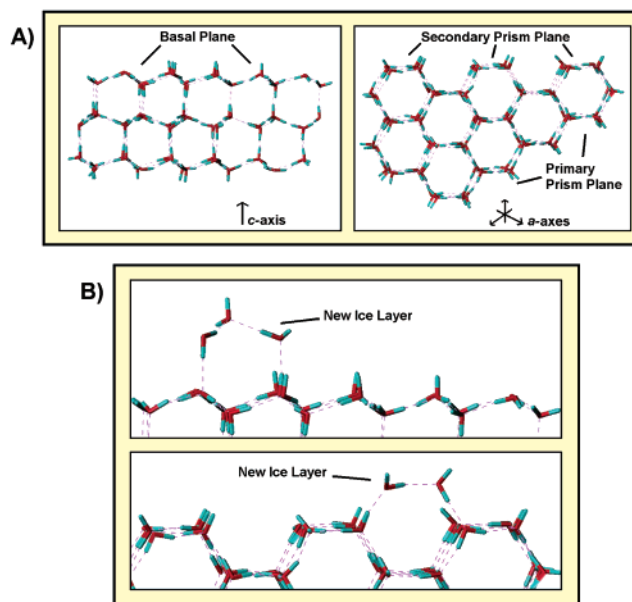 A)
Basal Plane
c-axis
Secondary Prism Plane
Primary
Prism Plane
a-axes
B)
New Ice Layer
New Ice Layer